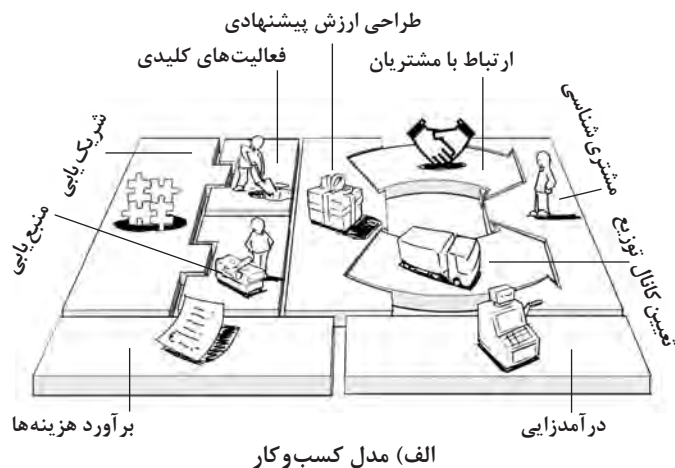 طراحی ارزش پیشنهادی
ارتباط با مشتریان
فعالیت‌های کلیدی
مشتری شناسی
شریک یابی
منبع‌یابی
تعیین کانال توزیع
درآمدزایی
برآورد هزینه‌ها
الف) مدل کسب‌وکار